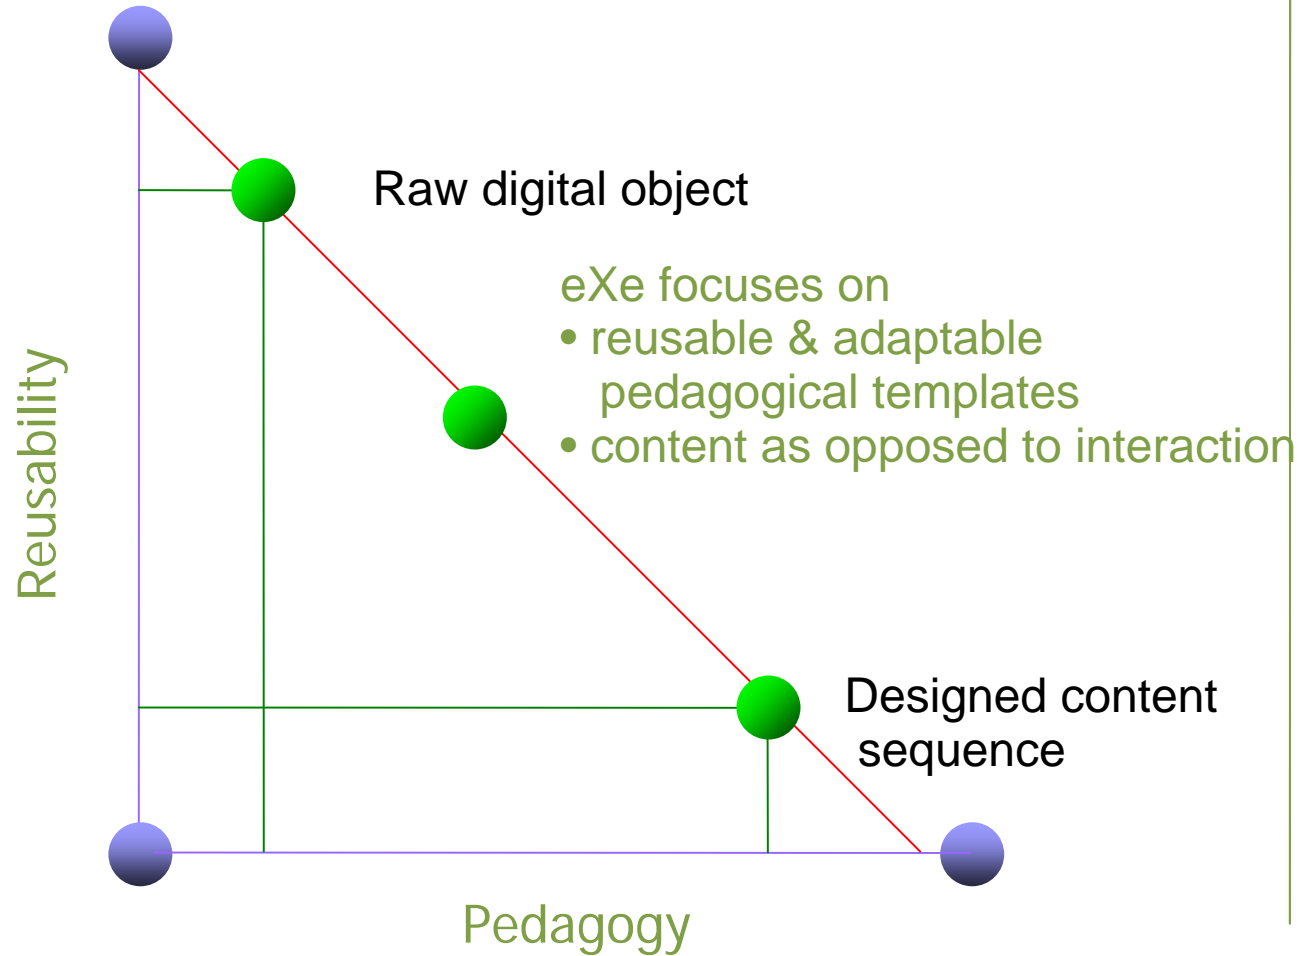 Raw digital object
eXe focuses on
• reusable & adaptable
pedagogical templates
• content as opposed to interaction
Reusability
Designed content
sequence
Pedagogy